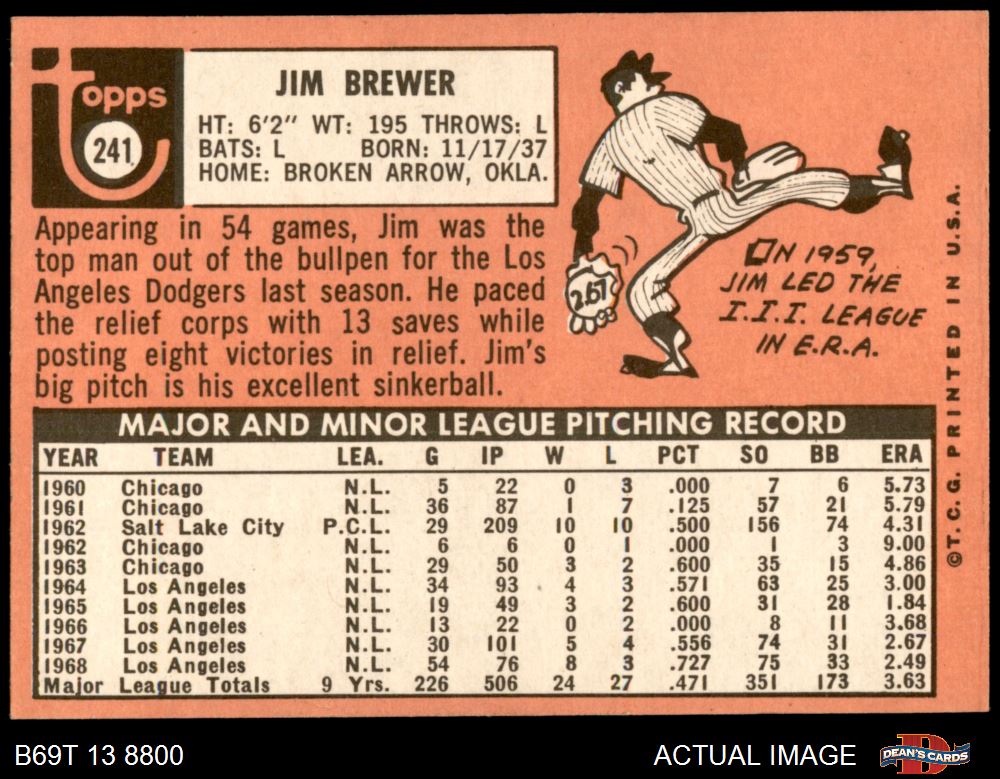 topps
241
JIM BREWER
HT: 6'2" WT: 195 THROWS: L
BATS: L BORN: 11/17/37
HOME: BROKEN ARROW, OKLA.
Appearing in 54 games, Jim was the
top man out of the bullpen for the Los
Angeles Dodgers last season. He paced
the relief corps with 13 saves while
posting eight victories in relief. Jim's
big pitch is his excellent sinkerball.
2.67
ON 1959,
JIM LED THE
I.I.I. LEAGUE
IN E.R.A.
©T.C.G. PRINTED IN U.S.A.
MAJOR AND MINOR LEAGUE PITCHING RECORD
YEAR TEAM LEA. G IP W L PCT SO BB ERA
1960 Chicago N.L. 5 22 0 3 .000 7 6 5.73
1961 Chicago N.L. 36 87 1 7 .125 57 21 5.79
1962 Salt Lake City P.C.L. 29 209 10 10 .500 156 74 4.31
1962 Chicago N.L. 6 6 0 1 .000 1 3 9.00
1963 Chicago N.L. 29 50 3 2 .600 35 15 4.86
1964 Los Angeles N.L. 34 93 4 3 .571 63 25 3.00
1965 Los Angeles N.L. 19 49 3 2 .600 31 28 1.84
1966 Los Angeles N.L. 13 22 0 2 .000 8 11 3.68
1967 Los Angeles N.L. 30 101 5 4 .556 74 31 2.67
1968 Los Angeles N.L. 54 76 8 3 .727 75 33 2.49
Major League Totals 9 Yrs. 226 506 24 27 .471 351 173 3.63
B69T 13 8800
ACTUAL IMAGE
DEAN'S CARDS